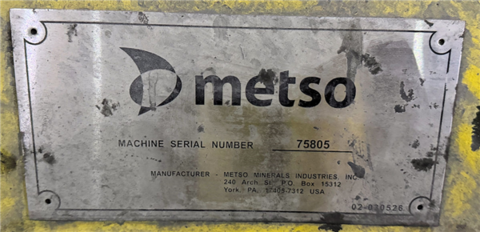 metso
MACHINE SERIAL NUMBER 75805
MANUFACTURER - METSO MINERALS INDUSTRIES, INC
240 Arch St. P.O. Box 15312
York PA, 17405-7312 USA